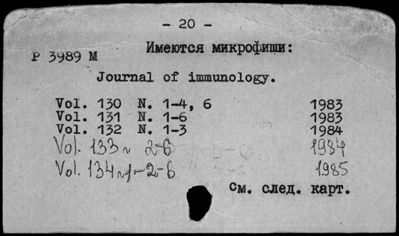 - 20 -
Имеются микрофиши:
P 3989 M
Journal of immunology.
Vol. 130 N. 1-4, 6 1983
Vol. 131 N. 1-6 1983
Vol. 132 N. 1-3 1984
Vol. 133 N 2-6 1984
Vol. 134 N 1-2-6 1985
См. след. карт.